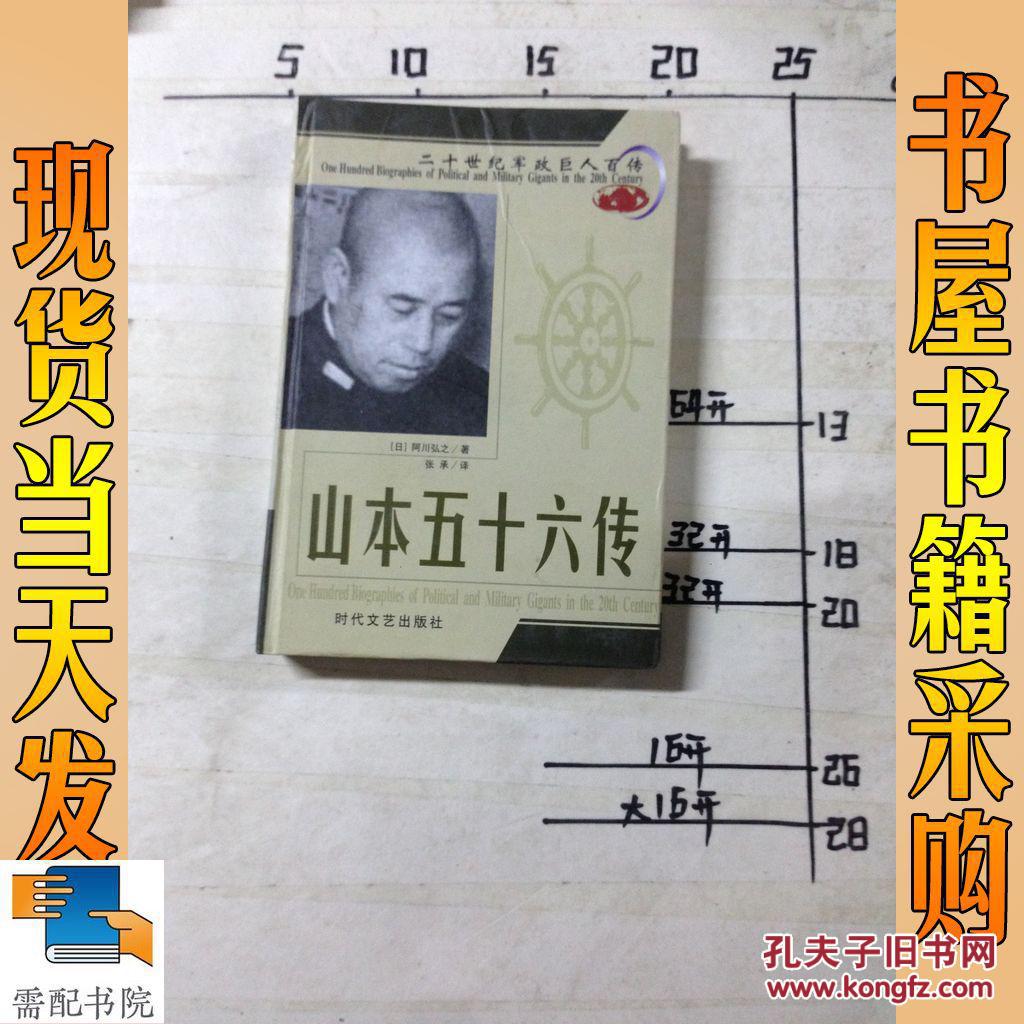 现货当天发
书屋书籍采购
5 10 15 20 25
二十世纪军政巨人百传
One Hundred Biographies of Political and Military Gigants in the 20th Century
[日] 阿川弘之/著
张承/译
山本五十六传
One Hundred Biographies of Political and Military Gigants in the 20th Century
时代文艺出版社
64开 13
32开 18
32开 20
16开 26
大16开 28
需配书院
孔夫子旧书网
www.kongfz.com